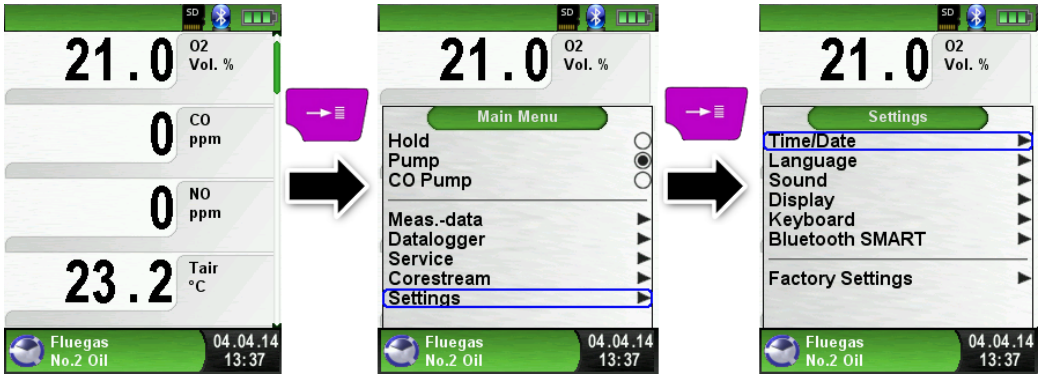 SD
21.0 O2
Vol. %
0 CO
ppm
0 NO
ppm
23.2 Tair
°C
Fluegas
No.2 Oil
04.04.14
13:37
SD
21.0 O2
Vol. %
Main Menu
Hold
Pump
CO Pump
Meas.-data
Datalogger
Service
Corestream
Settings
Fluegas
No.2 Oil
04.04.14
13:37
SD
21.0 O2
Vol. %
Settings
Time/Date
Language
Sound
Display
Keyboard
Bluetooth SMART
Factory Settings
Fluegas
No.2 Oil
04.04.14
13:37